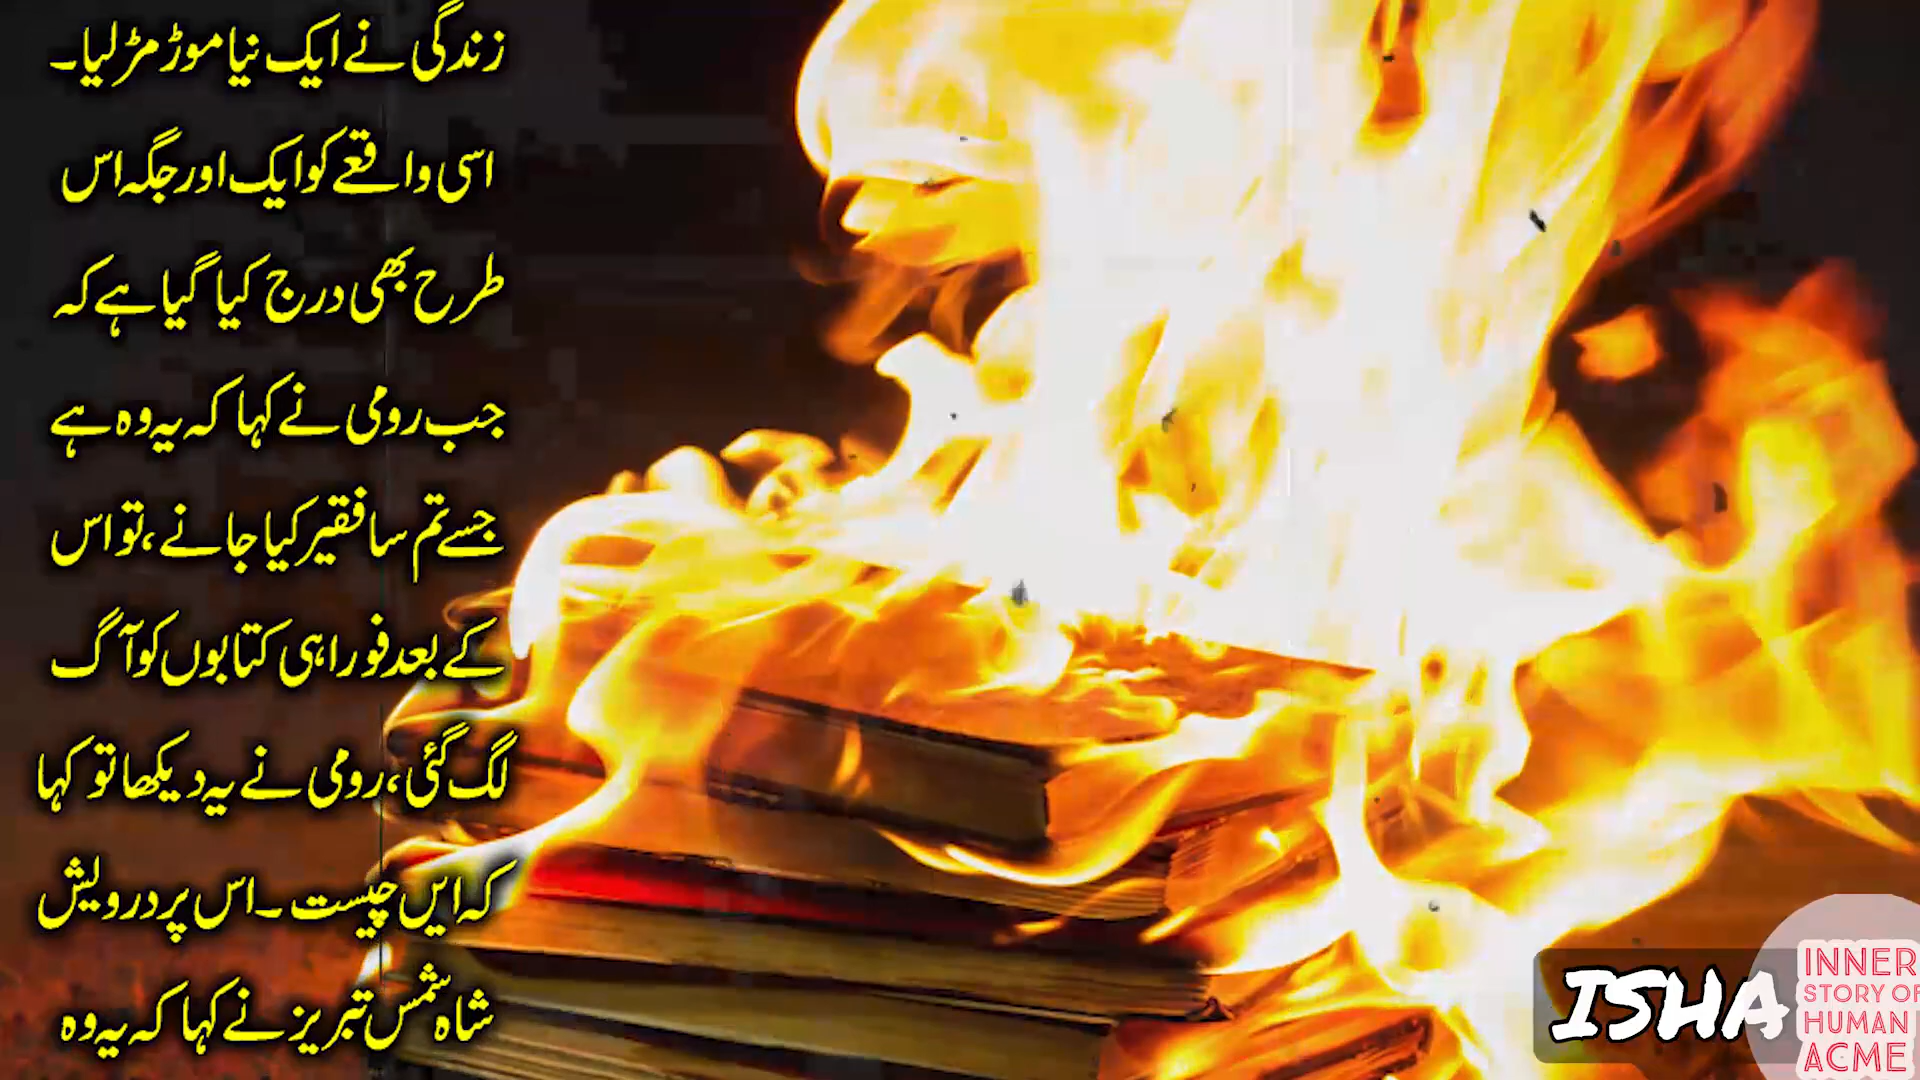 زندگی نے ایک نیا موڑ مڑ لیا۔
اسی واقعے کو ایک اور جگہ اس
طرح بھی درج کیا گیا ہے کہ
جب رومی نے کہا کہ یہ وہ ہے
جسے تم سا فقیر کیا جانے، تو اس
کے بعد فورا ہی کتابوں کو آگ
لگ گئی، رومی نے یہ دیکھا تو کہا
کہ ایں چیست ۔ اس پر درویش
شاہ شمس تبریز نے کہا کہ یہ وہ
ISHA
INNER
STORY OF
HUMAN
ACME